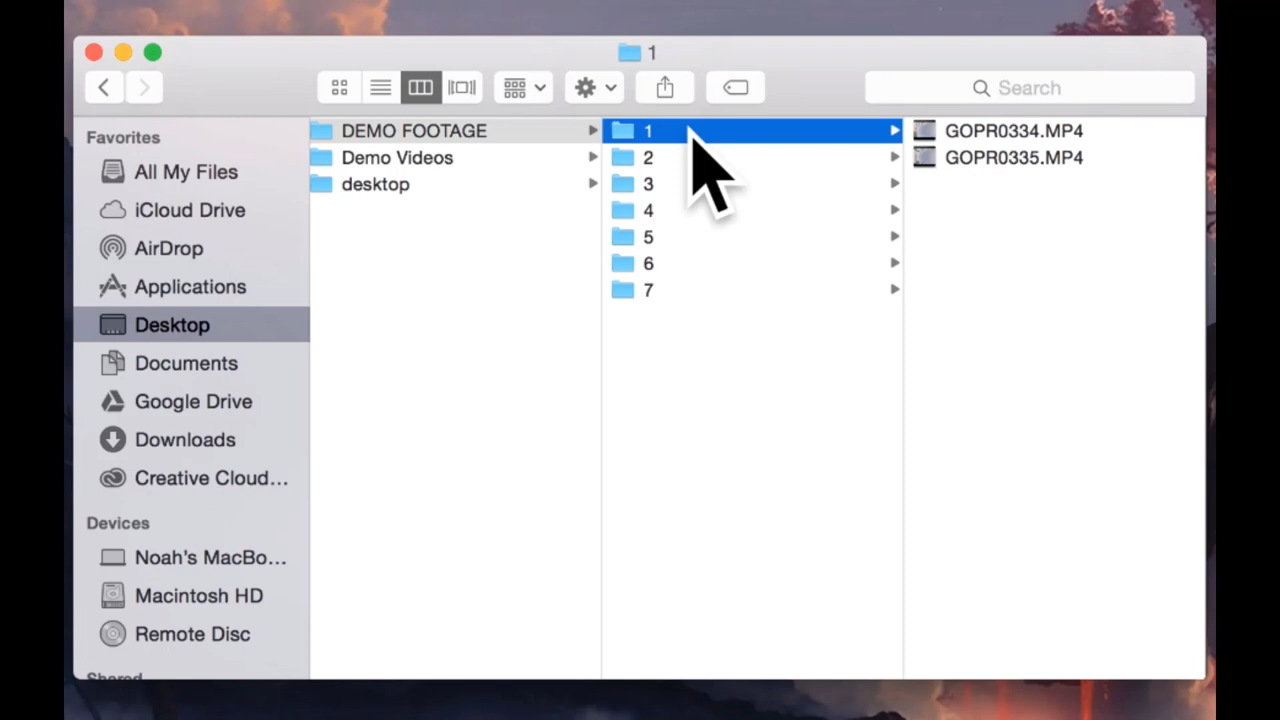 1
Search
Favorites
All My Files
iCloud Drive
AirDrop
Applications
Desktop
Documents
Google Drive
Downloads
Creative Cloud...
Devices
Noah's MacBo...
Macintosh HD
Remote Disc
Shared
DEMO FOOTAGE
Demo Videos
desktop
1
2
3
4
5
6
7
GOPR0334.MP4
GOPR0335.MP4